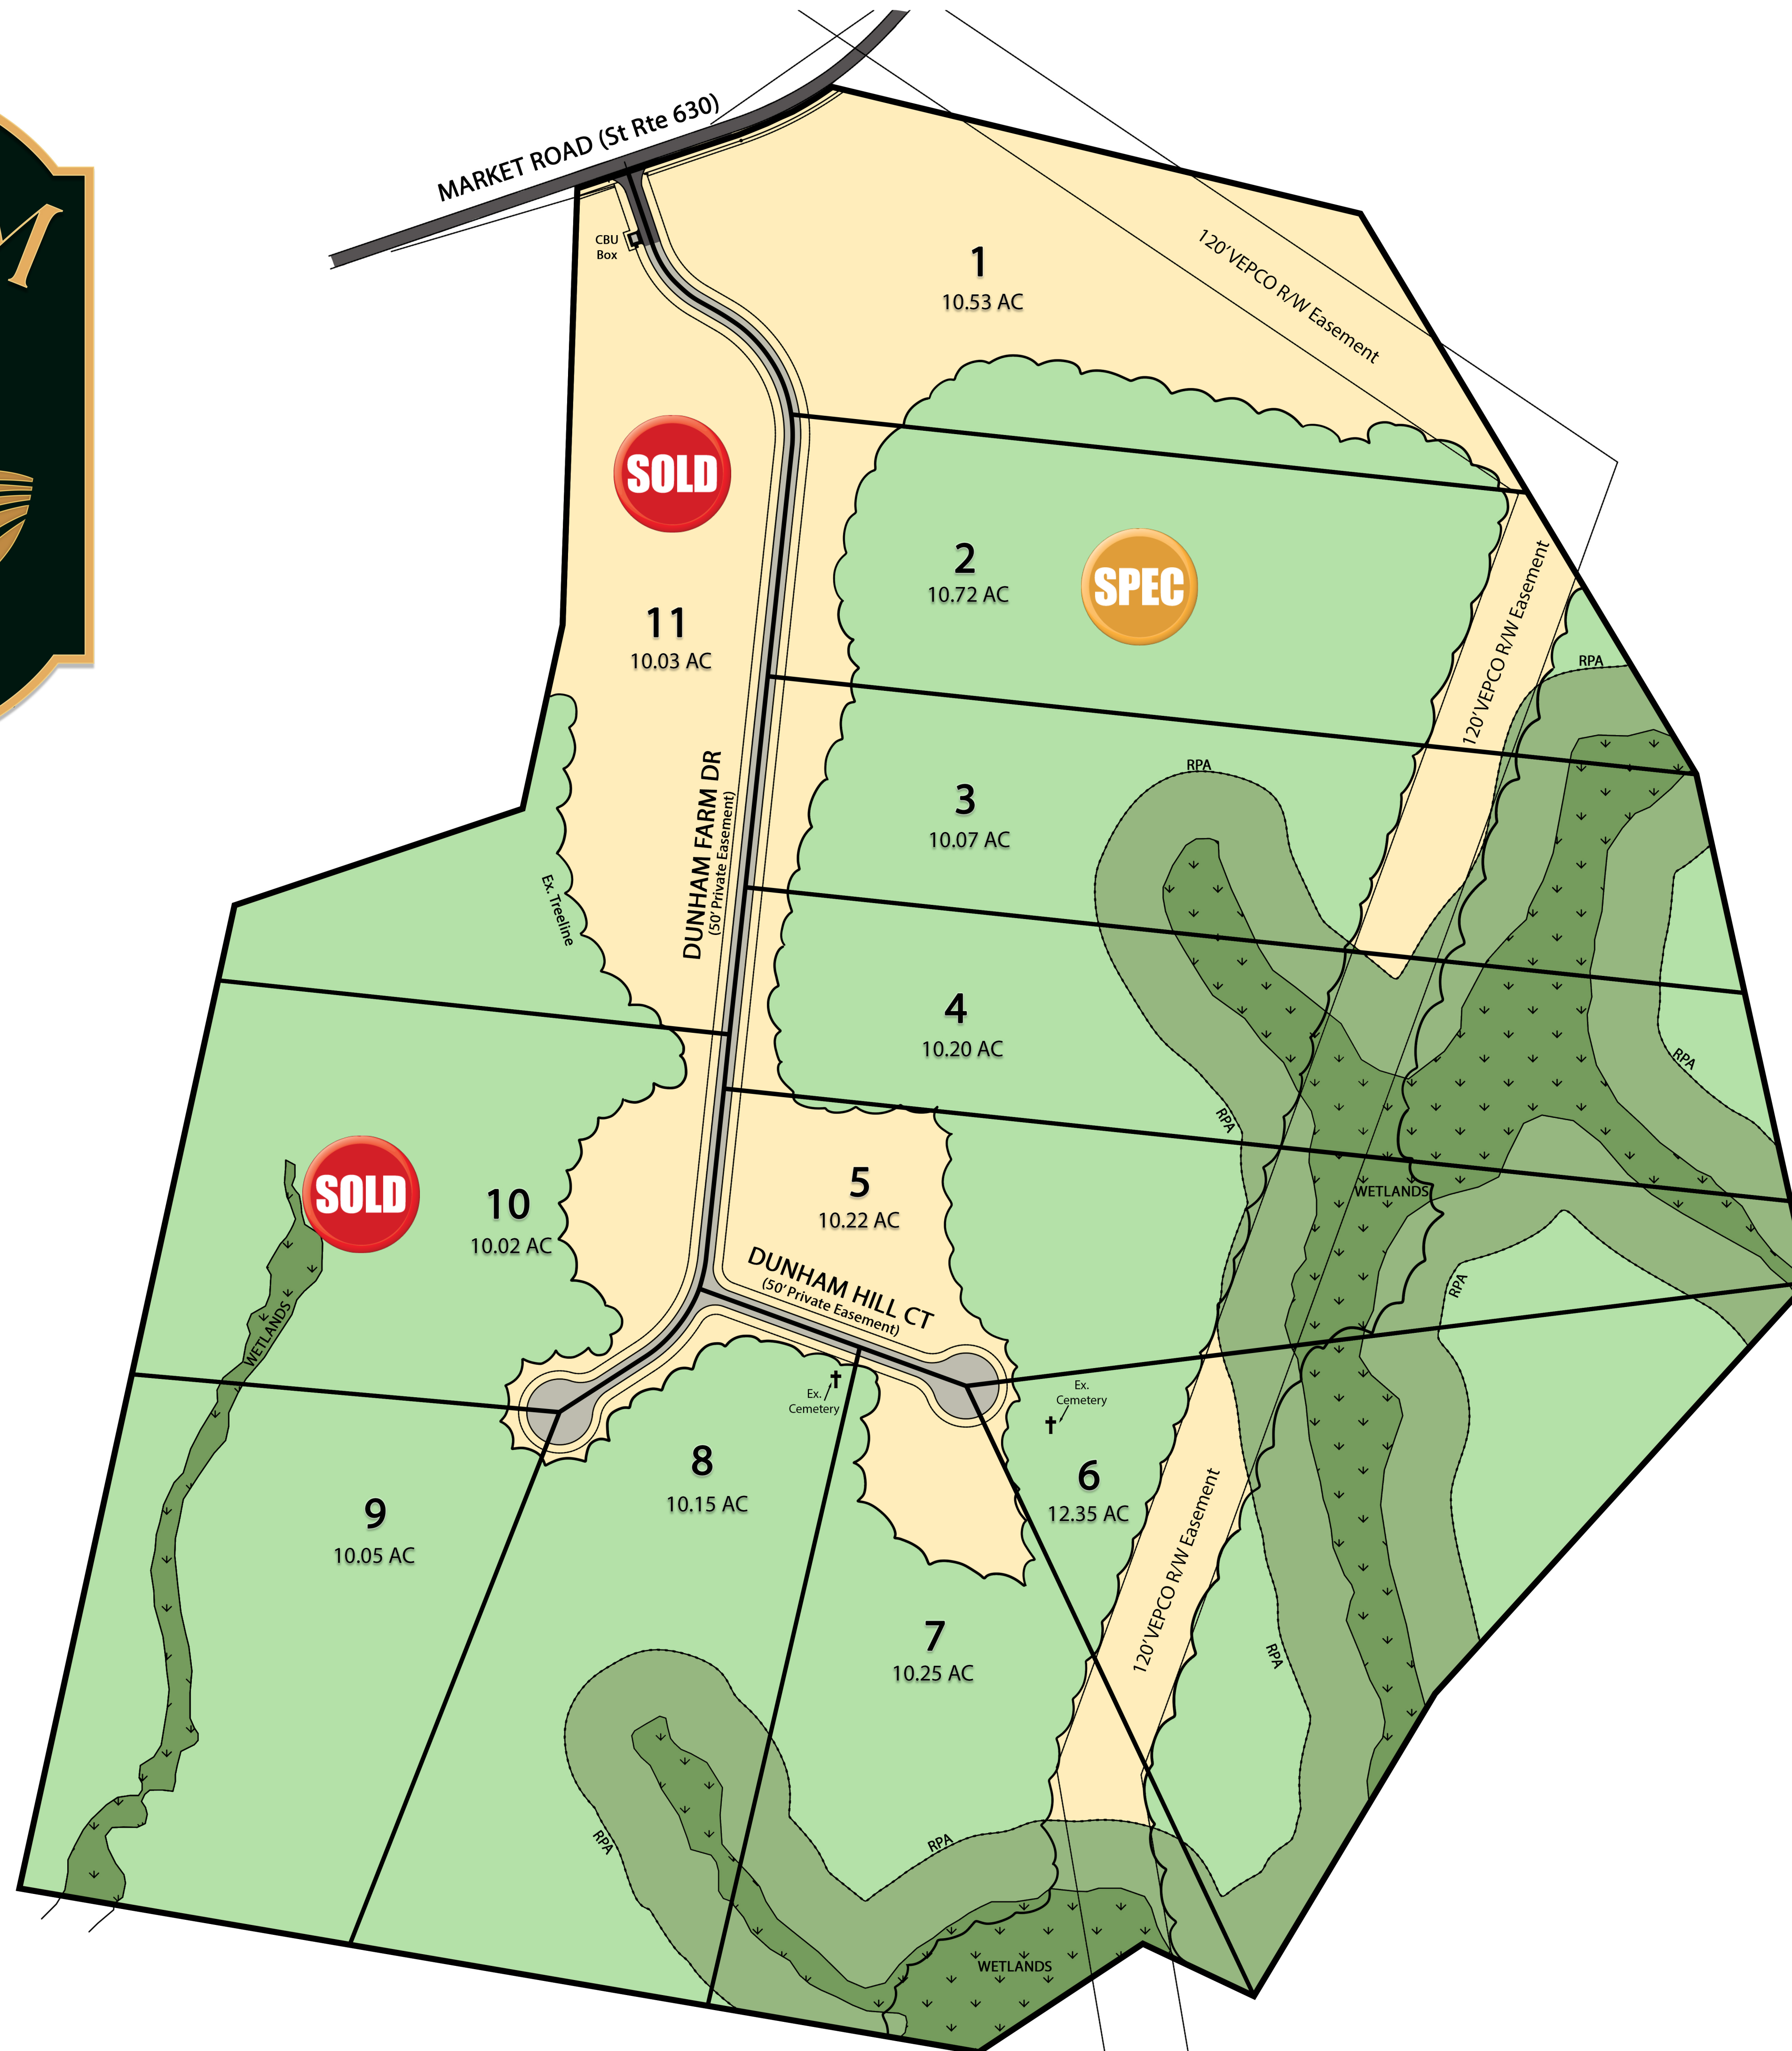 M
MARKET ROAD (St Rte 630)
CBU
Box
1
10.53 AC
120' VEPCO R/W Easement
SOLD
2
10.72 AC
SPEC
120' VEPCO R/W Easement
11
10.03 AC
RPA
DUNHAM FARM DR
(50' Private Easement)
3
10.07 AC
RPA
Ex. Treeline
4
10.20 AC
RPA
RPA
SOLD
10
10.02 AC
WETLANDS
5
10.22 AC
WETLANDS
DUNHAM HILL CT
(50' Private Easement)
RPA
Ex.
Cemetery
Ex.
Cemetery
8
10.15 AC
6
12.35 AC
9
10.05 AC
120' VEPCO R/W Easement
7
10.25 AC
RPA
RPA
RPA
WETLANDS